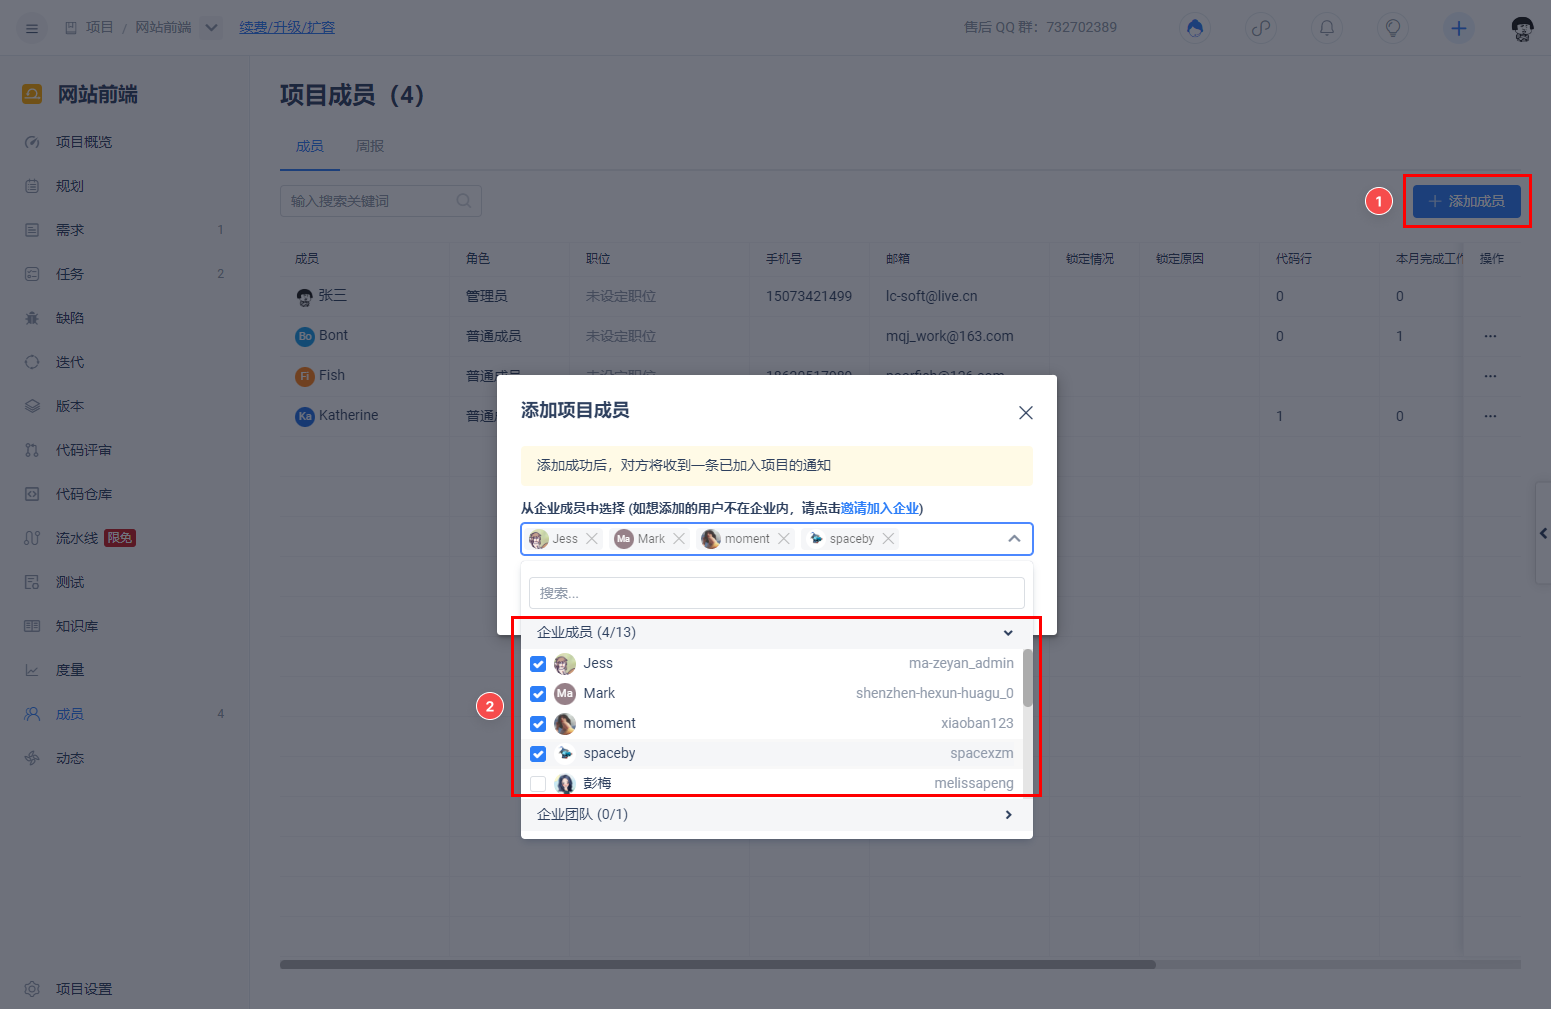 项目 / 网站前端 续费/升级/扩容 售后 QQ 群：732702389
网站前端
项目概览
规划
需求 1
任务 2
缺陷
迭代
版本
代码评审
代码仓库
流水线 限免
测试
知识库
度量
成员 4
动态
项目设置
项目成员（4）
成员 周报
输入搜索关键词
1
添加成员
成员 角色 职位 手机号 邮箱 锁定情况 锁定原因 代码行 本月完成工作 操作
张三 管理员 未设定职位 15073421499 lc-soft@live.cn 0 0
Bo Bont 普通成员 未设定职位 mqj_work@163.com 0 1 ...
Fi Fish 普通成 ...
Ka Katherine 普通 1 0 ...
添加项目成员
添加成功后，对方将收到一条已加入项目的通知
从企业成员中选择 (如想添加的用户不在企业内，请点击邀请加入企业)
Jess Ma Mark moment spaceby
搜索...
企业成员 (4/13)
Jess ma-zeyan_admin
Ma Mark shenzhen-hexun-huagu_0
2
moment xiaoban123
spaceby spacexzm
彭梅 melissapeng
企业团队 (0/1)